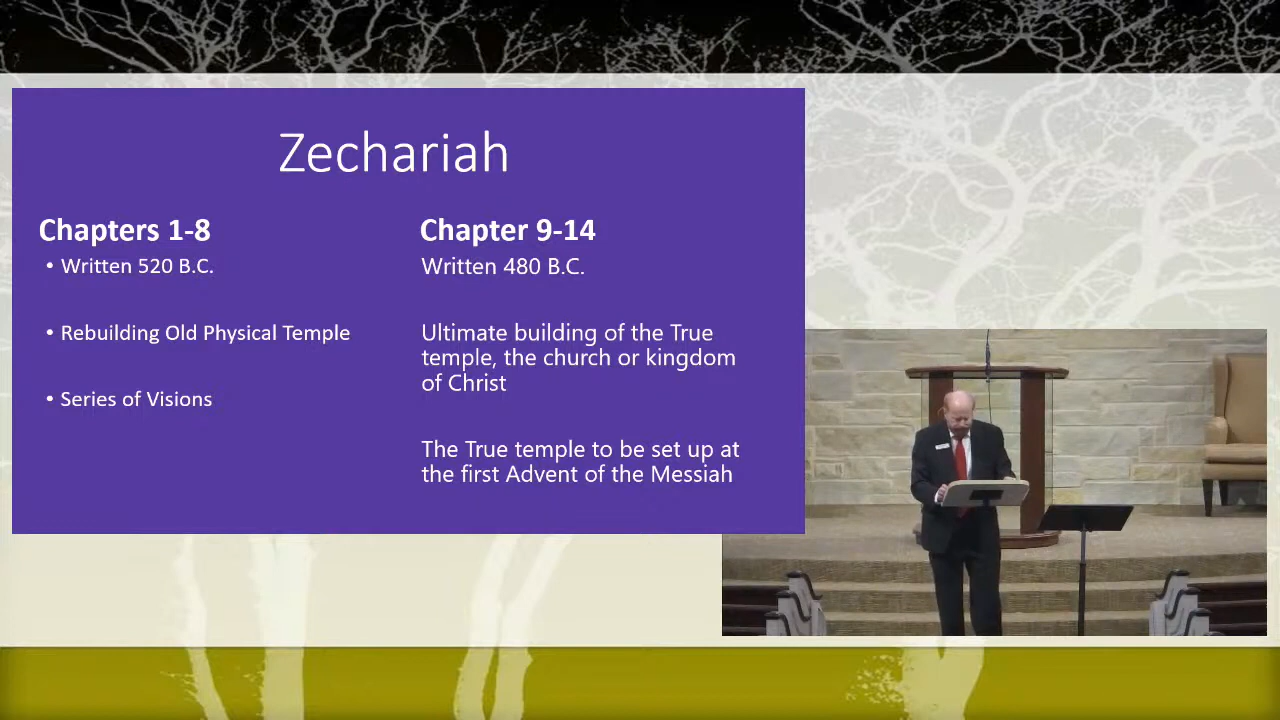 Zechariah
Chapters 1-8
• Written 520 B.C.
• Rebuilding Old Physical Temple
• Series of Visions
Chapter 9-14
Written 480 B.C.
Ultimate building of the True
temple, the church or kingdom
of Christ
The True temple to be set up at
the first Advent of the Messiah